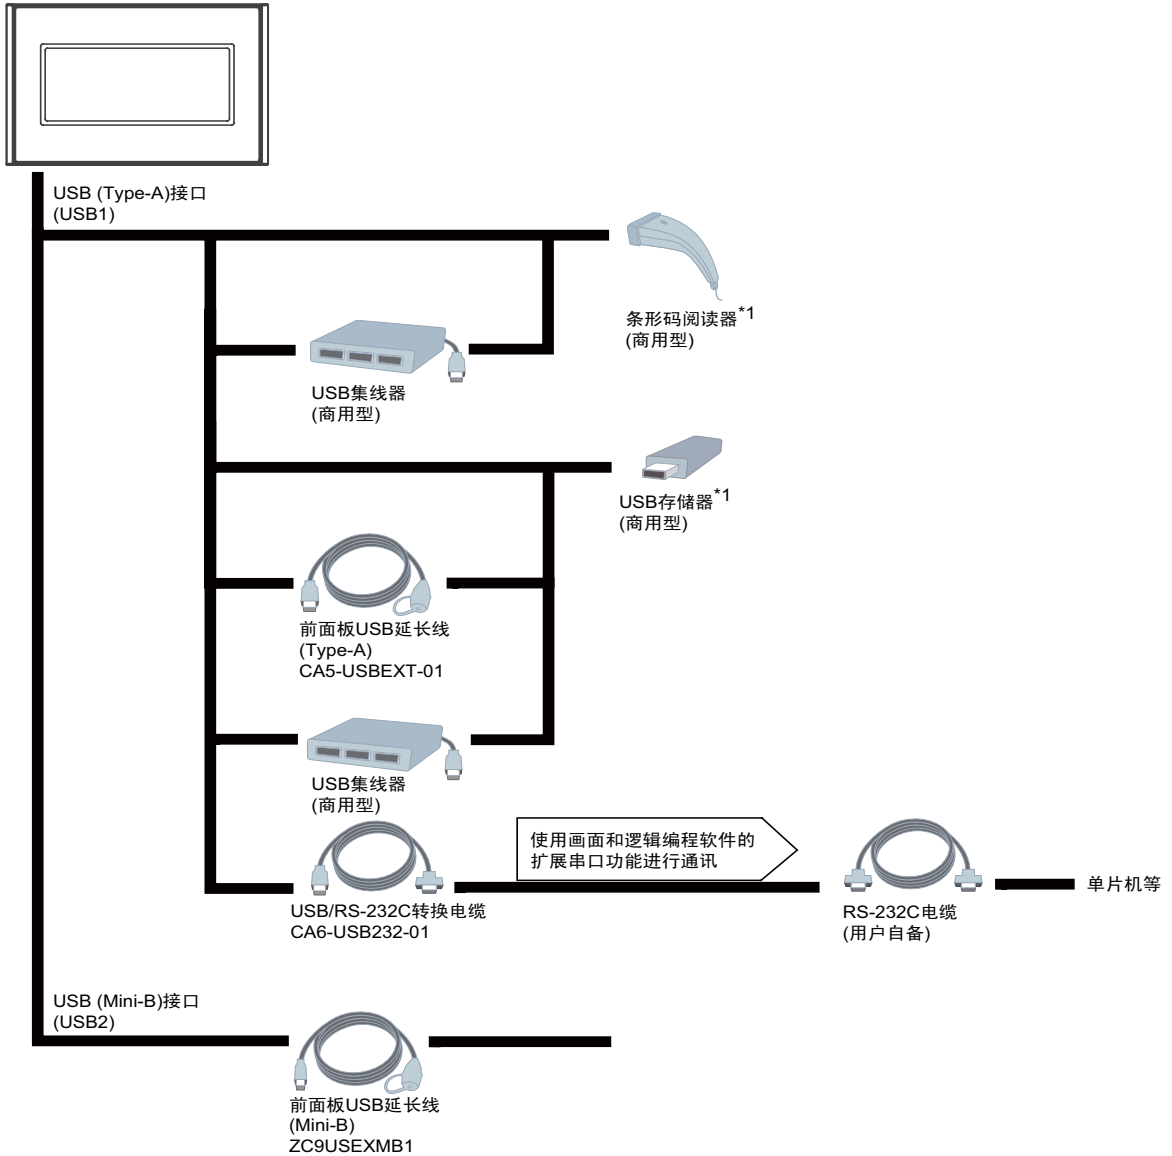 USB (Type-A)接口
(USB1)
条形码阅读器*1
(商用型)
USB集线器
(商用型)
USB存储器*1
(商用型)
前面板USB延长线
(Type-A)
CA5-USBEXT-01
USB集线器
(商用型)
使用画面和逻辑编程软件的
扩展串口功能进行通讯
单片机等
USB/RS-232C转换电缆
CA6-USB232-01
RS-232C电缆
(用户自备)
USB (Mini-B)接口
(USB2)
前面板USB延长线
(Mini-B)
ZC9USEXMB1